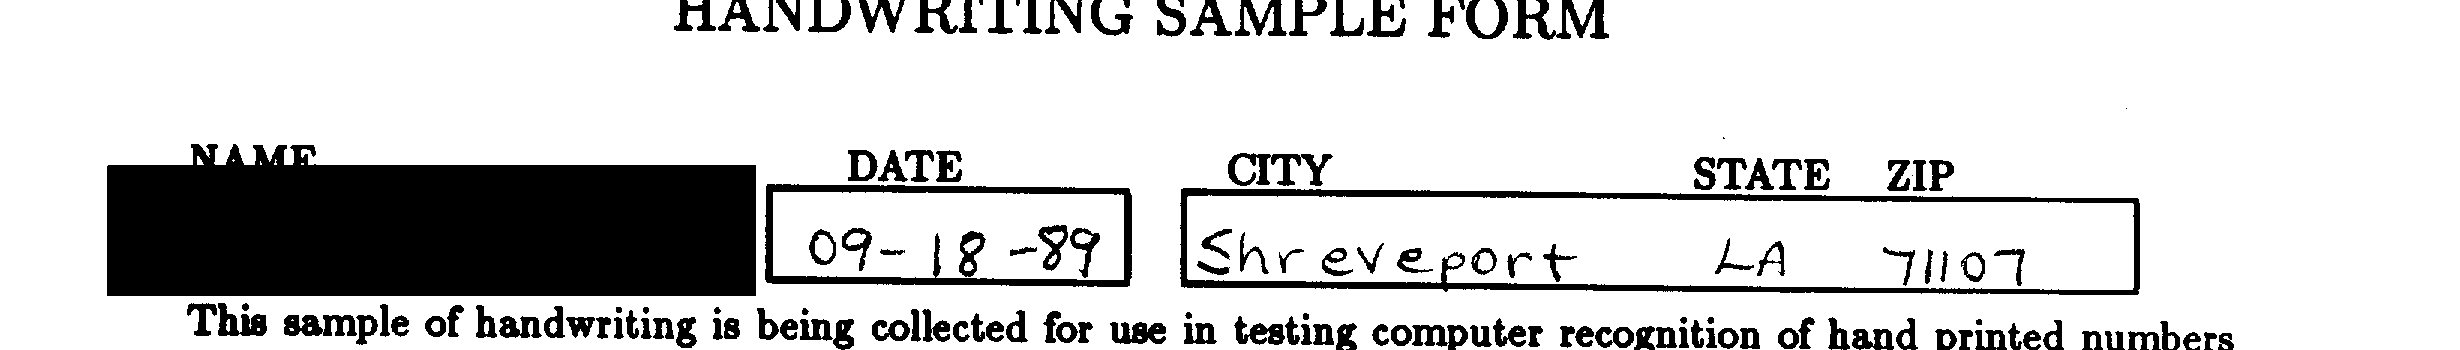 HANDWRITING SAMPLE FORM
NAME DATE CITY STATE ZIP
09-18-89 Shreveport LA 71107
This sample of handwriting is being collected for use in testing computer recognition of hand printed numbers